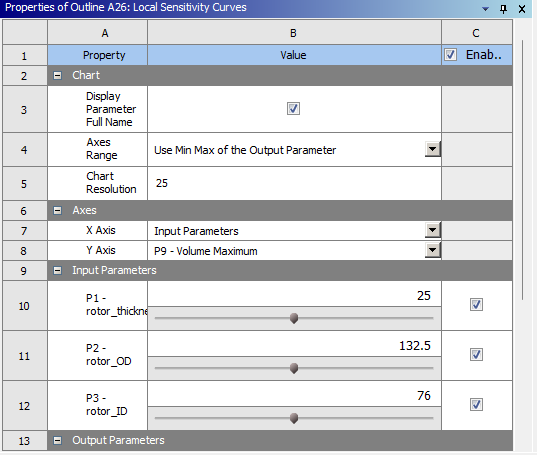 Properties of Outline A26: Local Sensitivity Curves
A B C
1 Property Value Enab..
2 Chart
3 Display Parameter Full Name
4 Axes Range Use Min Max of the Output Parameter
5 Chart Resolution 25
6 Axes
7 X Axis Input Parameters
8 Y Axis P9 - Volume Maximum
9 Input Parameters
10 P1 - rotor_thickne 25
11 P2 - rotor_OD 132.5
12 P3 - rotor_ID 76
13 Output Parameters